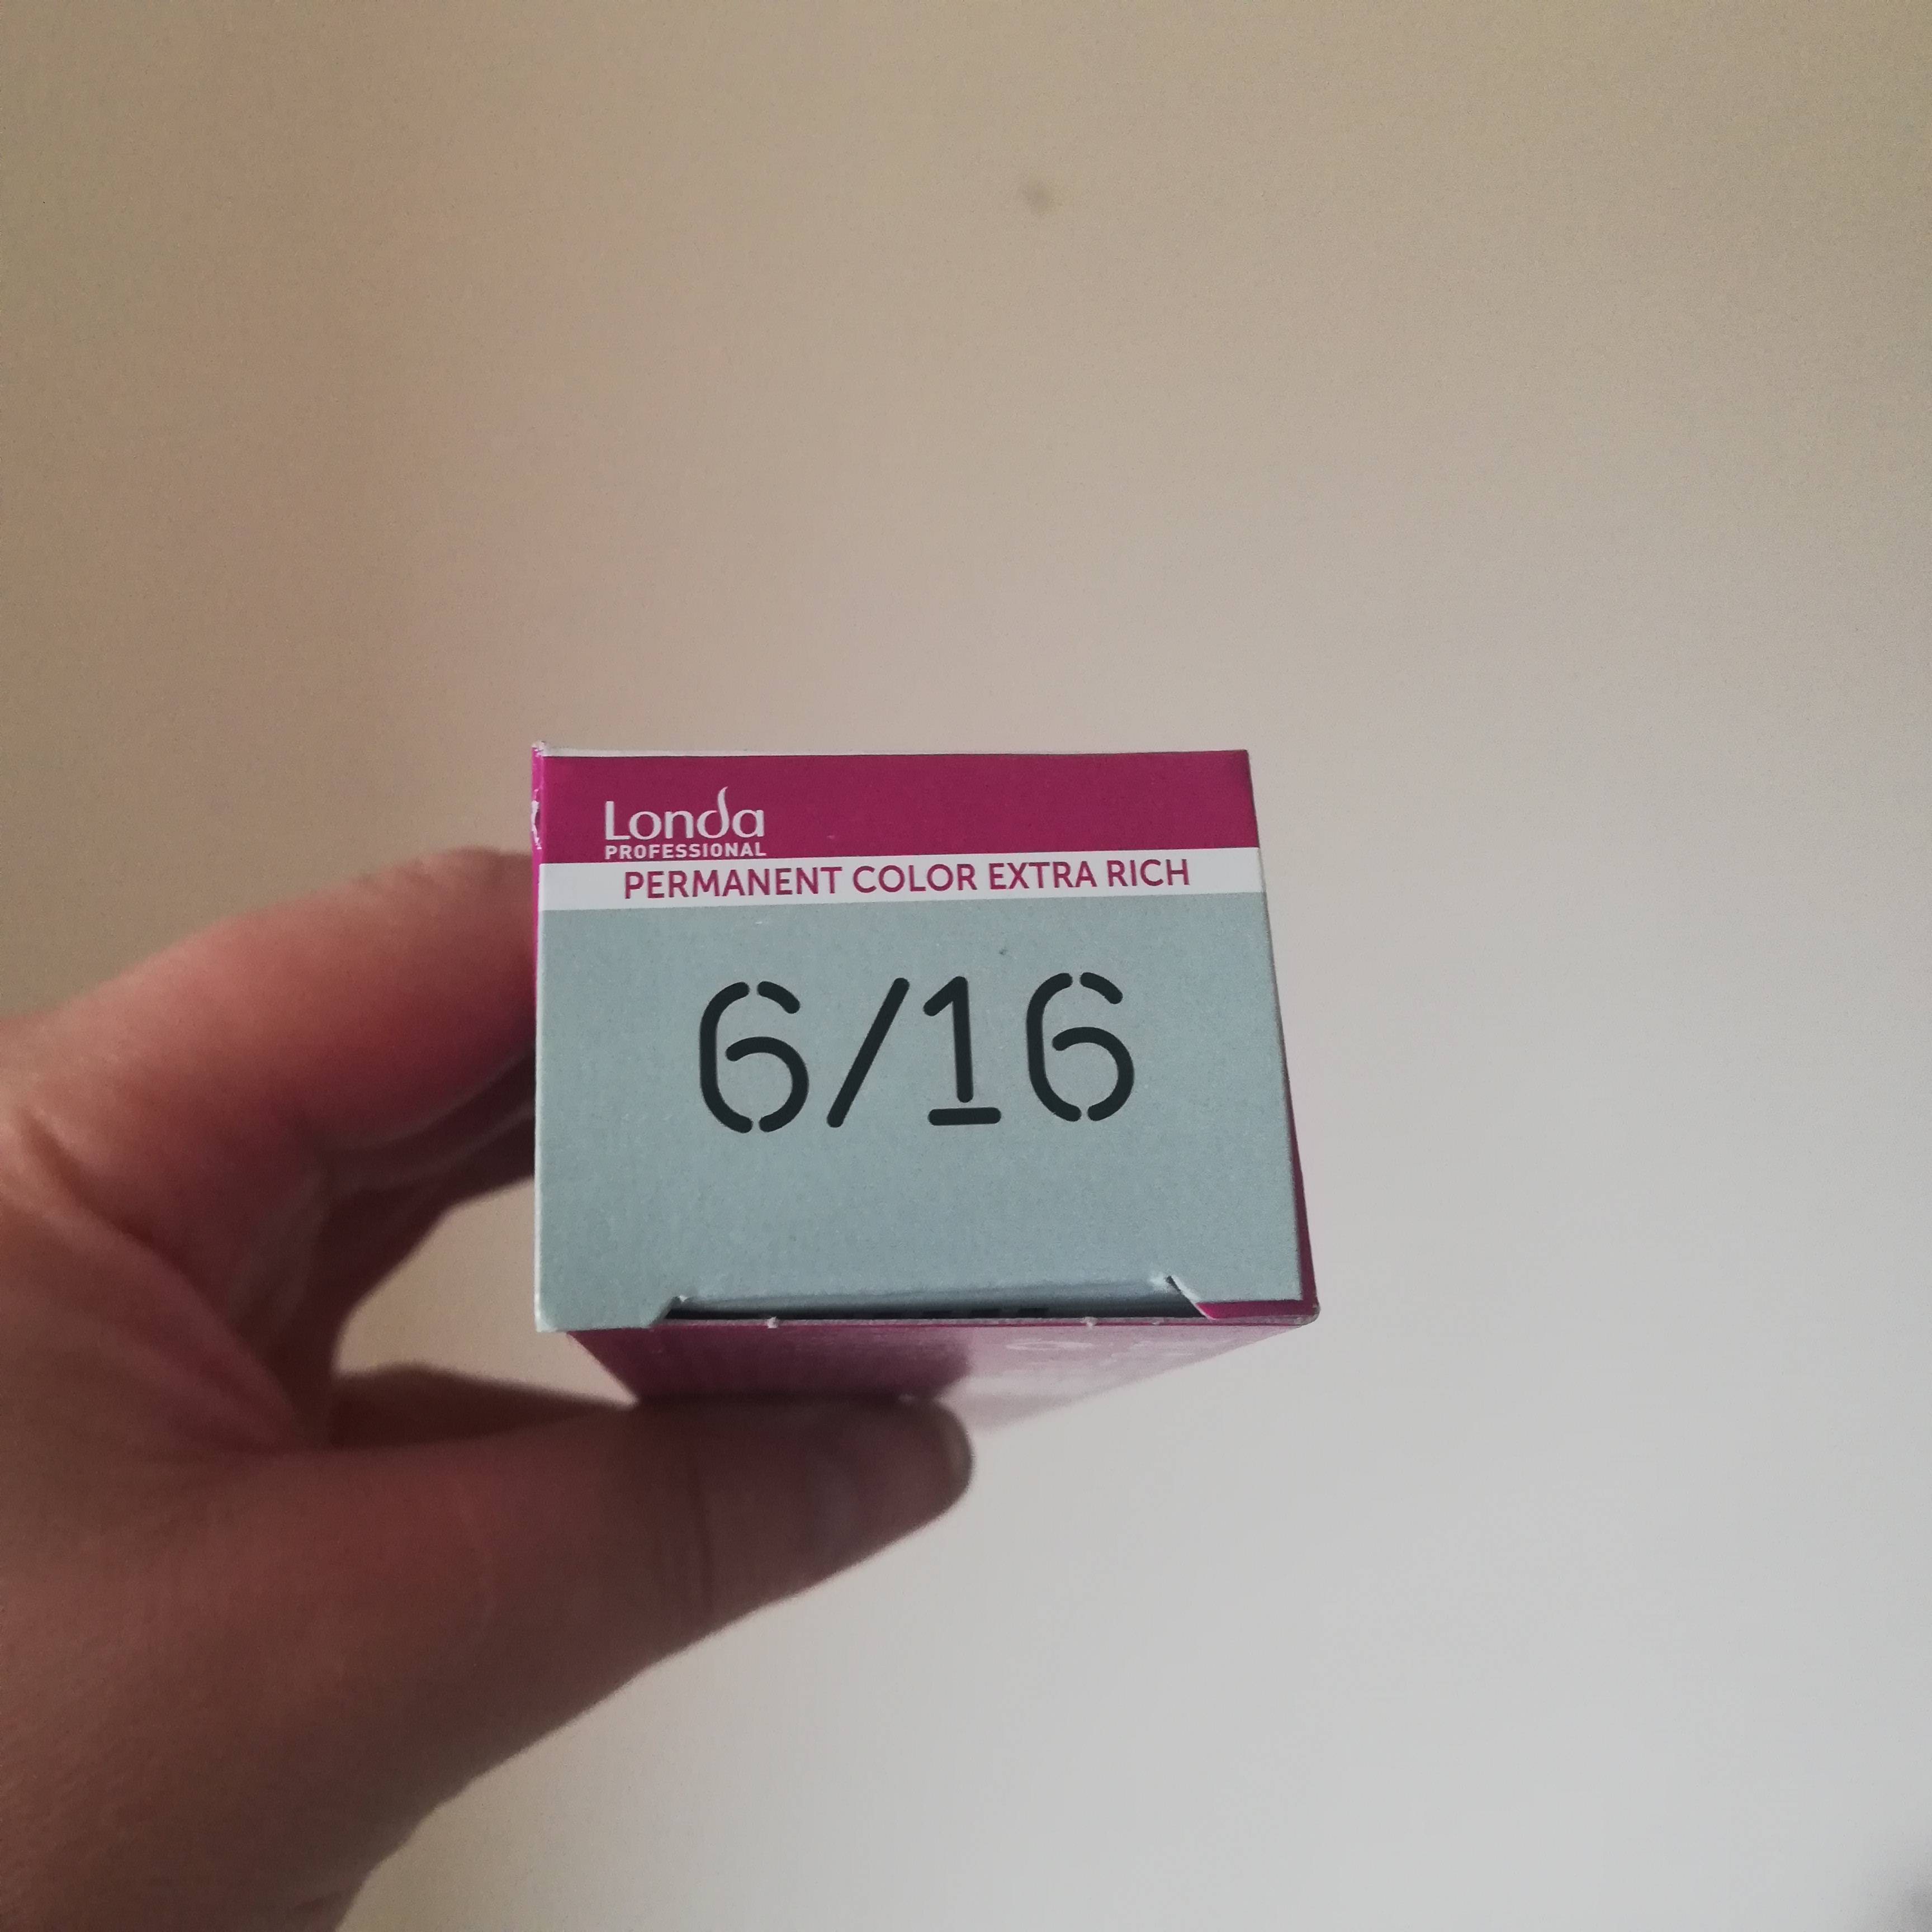 Londa
PROFESSIONAL
PERMANENT COLOR EXTRA RICH
6/16